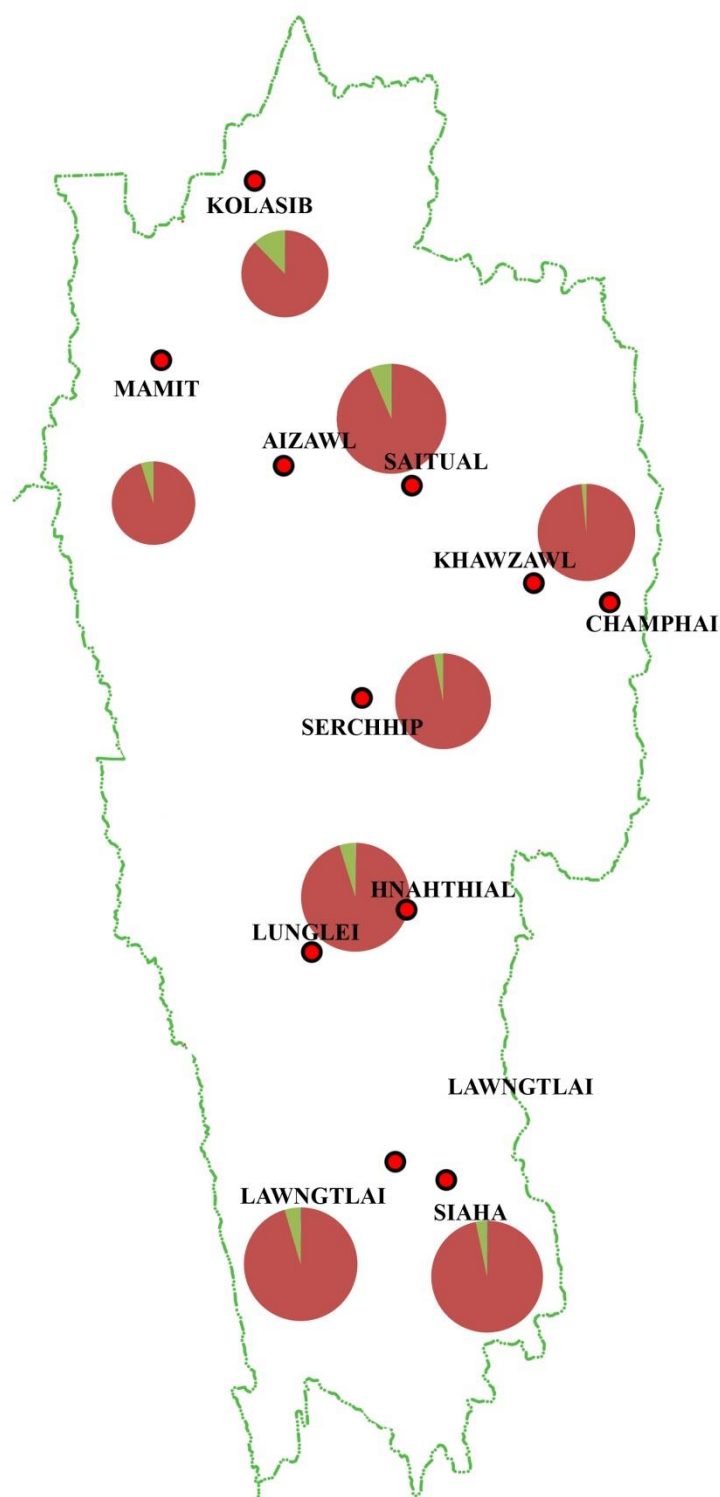 KOLASIB
MAMIT
AIZAWL
SAITUAL
KHAWZAWL
CHAMPHAI
SERCHHIP
HNAHTHIAL
LUNGLEI
LAWNGTLAI
LAWNGTLAI
SIAHA